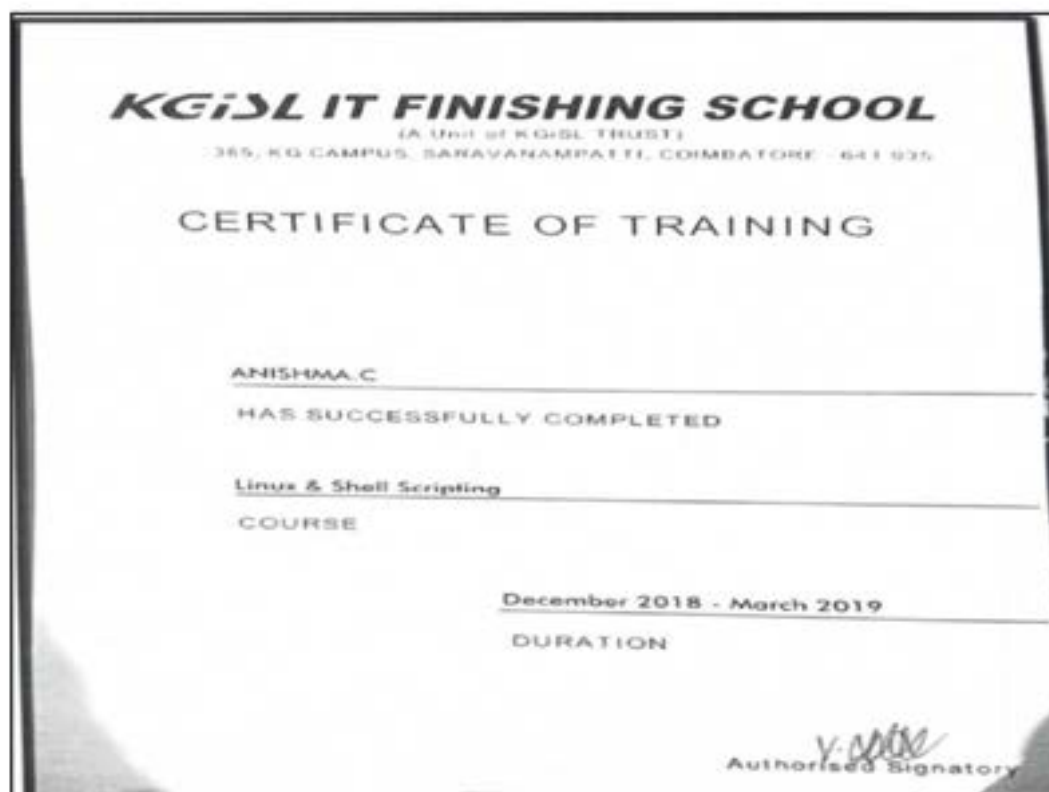 KGiSL IT FINISHING SCHOOL
(A Unit of KGiSL TRUST)
365, KG CAMPUS, SARAVANAMPATTI, COIMBATORE - 641 035
CERTIFICATE OF TRAINING
ANISHMA.C
HAS SUCCESSFULLY COMPLETED
Linux & Shell Scripting
COURSE
December 2018 - March 2019
DURATION
Authorised Signatory